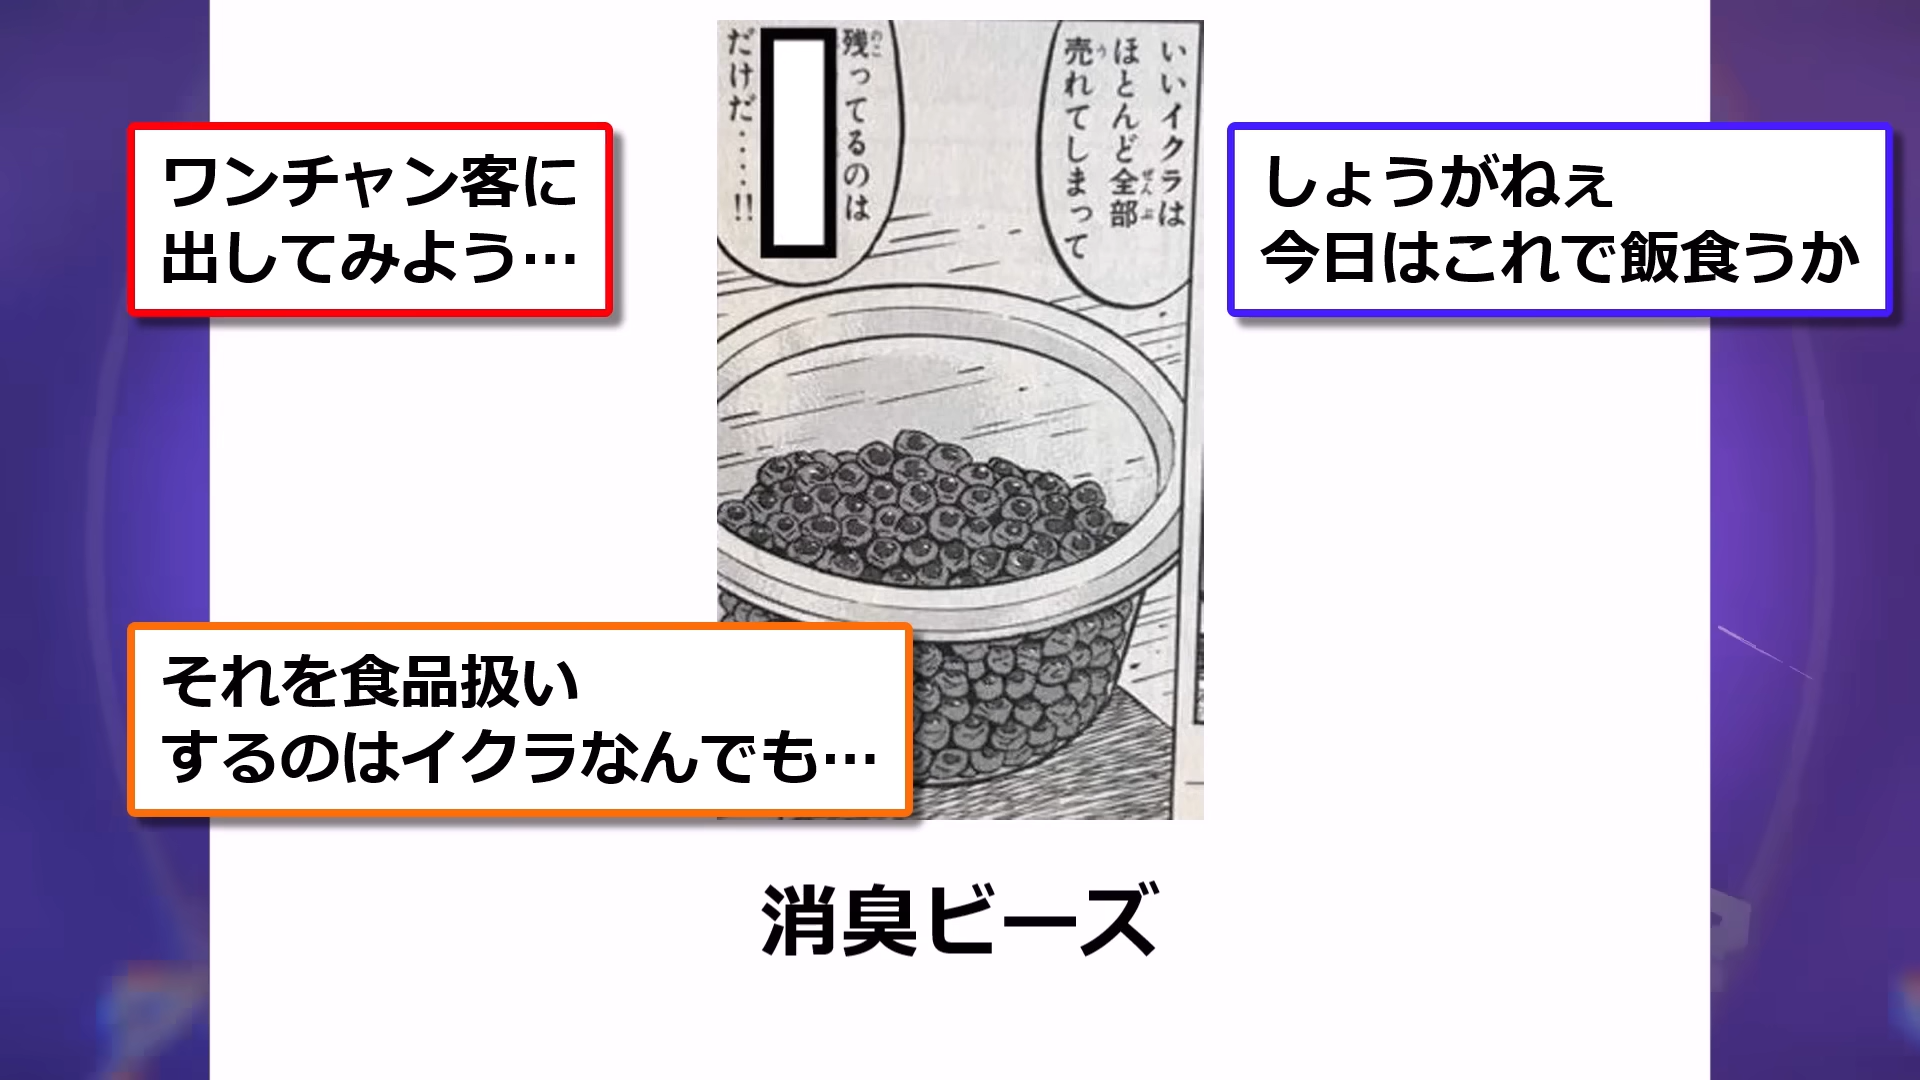 いいイクラは
ほとんど全部
売れてしまって
残ってるのは
だけだ・・・・!!
ワンチャン客に
出してみよう…
しょうがねぇ
今日はこれで飯食うか
それを食品扱い
するのはイクラなんでも…
消臭ビーズ